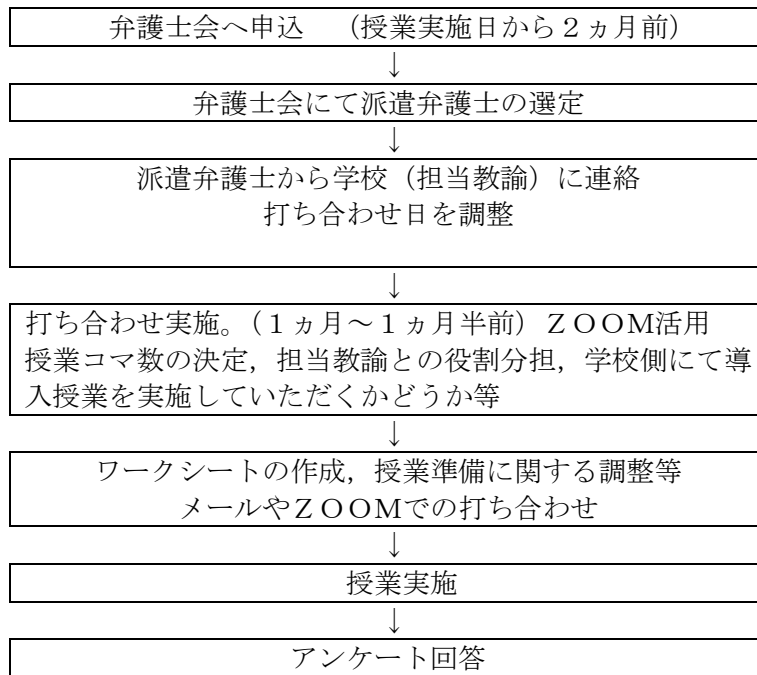 弁護士会へ申込　（授業実施日から２ヵ月前）
↓
弁護士会にて派遣弁護士の選定
↓
派遣弁護士から学校（担当教諭）に連絡
打ち合わせ日を調整
↓
打ち合わせ実施。（１ヵ月～１ヵ月半前）ＺＯＯＭ活用
授業コマ数の決定，担当教諭との役割分担，学校側にて導
入授業を実施していただくかどうか等
↓
ワークシートの作成，授業準備に関する調整等
メールやＺＯＯＭでの打ち合わせ
↓
授業実施
↓
アンケート回答